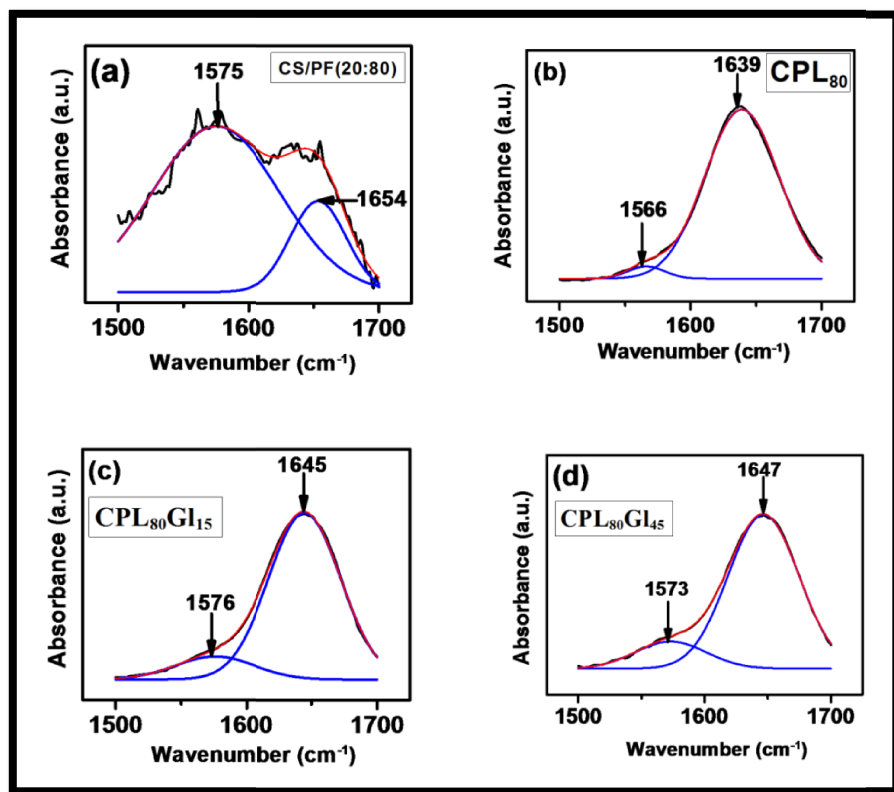 (a)
CS/PF(20:80)
1575
1654
Absorbance (a.u.)
1500 1600 1700
Wavenumber (cm⁻¹)
(b)
CPL₈₀
1639
1566
Absorbance (a.u.)
1500 1600 1700
Wavenumber (cm⁻¹)
(c)
1645
CPL₈₀Gl₁₅
1576
Absorbance (a.u.)
1500 1600 1700
Wavenumber (cm⁻¹)
(d)
1647
CPL₈₀Gl₄₅
1573
Absorbance (a.u.)
1500 1600 1700
Wavenumber (cm⁻¹)